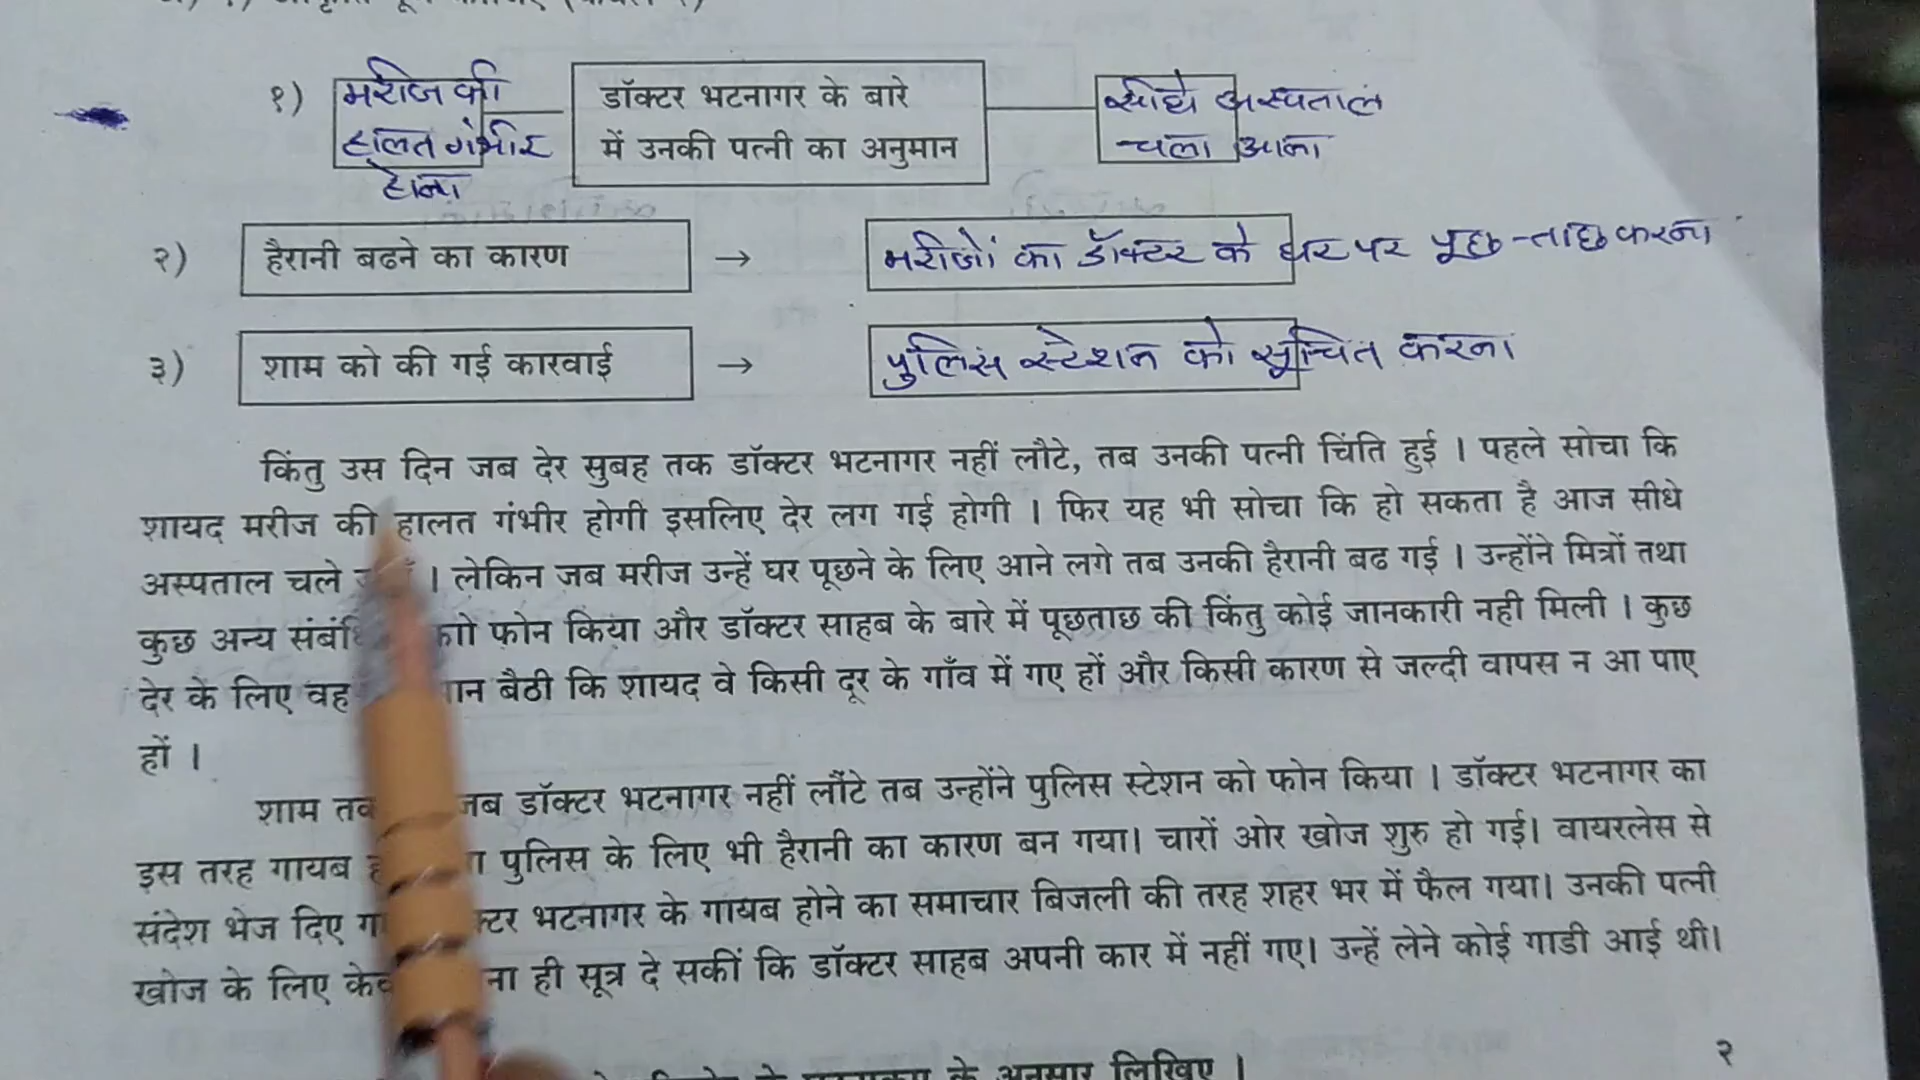 १) मरीज की डॉक्टर भटनागर के बारे सीधे अस्पताल
हालत गंभीर में उनकी पत्नी का अनुमान चला आना
होना
२) हैरानी बढने का कारण → मरीजों का डॉक्टर के घर पर पूछ-ताछ करना
३) शाम को की गई कारवाई → पुलिस स्टेशन को सूचित करना
किंतु उस दिन जब देर सुबह तक डॉक्टर भटनागर नहीं लौटे, तब उनकी पत्नी चिंति हुई । पहले सोचा कि
शायद मरीज की हालत गंभीर होगी इसलिए देर लग गई होगी । फिर यह भी सोचा कि हो सकता है आज सीधे
अस्पताल चले । लेकिन जब मरीज उन्हें घर पूछने के लिए आने लगे तब उनकी हैरानी बढ गई । उन्होंने मित्रों तथा
कुछ अन्य फोन किया और डॉक्टर साहब के बारे में पूछताछ की किंतु कोई जानकारी नही मिली । कुछ
देर के लिए वह बैठी कि शायद वे किसी दूर के गाँव में गए हों और किसी कारण से जल्दी वापस न आ पाए
हों ।
शाम जब डॉक्टर भटनागर नहीं लौंटे तब उन्होंने पुलिस स्टेशन को फोन किया । डॉक्टर भटनागर का
इस तरह गायब पुलिस के लिए भी हैरानी का कारण बन गया। चारों ओर खोज शुरु हो गई। वायरलेस से
संदेश भेज दिए भटनागर के गायब होने का समाचार बिजली की तरह शहर भर में फैल गया। उनकी पत्नी
खोज के लिए ही सूत्र दे सकीं कि डॉक्टर साहब अपनी कार में नहीं गए। उन्हें लेने कोई गाडी आई थी।
२
के अनुसार लिखिए ।